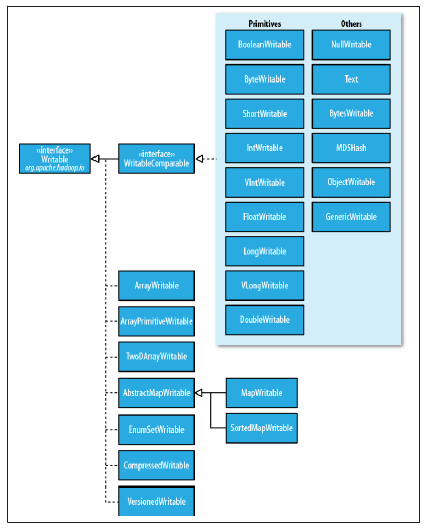 Primitives
Others
BooleanWritable
NullWritable
ByteWritable
Text
ShortWritable
BytesWritable
IntWritable
MD5Hash
VIntWritable
ObjectWritable
FloatWritable
GenericWritable
LongWritable
VLongWritable
DoubleWritable
«interface»
Writable
org.apache.hadoop.io
«interface»
WritableComparable
ArrayWritable
ArrayPrimitiveWritable
TwoDArrayWritable
AbstractMapWritable
MapWritable
SortedMapWritable
EnumSetWritable
CompressedWritable
VersionedWritable